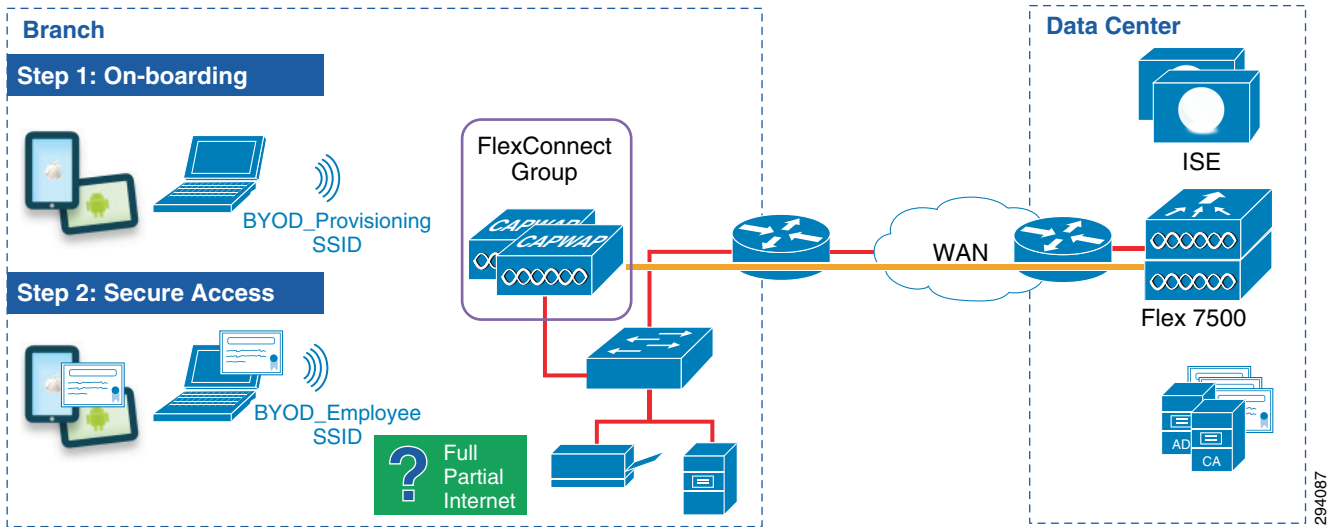 Branch
Step 1: On-boarding
BYOD_Provisioning
SSID
Step 2: Secure Access
BYOD_Employee
SSID
?
Full
Partial
Internet
FlexConnect
Group
CAPWAP
CAPWAP
WAN
Data Center
ISE
Flex 7500
AD
CA
294087